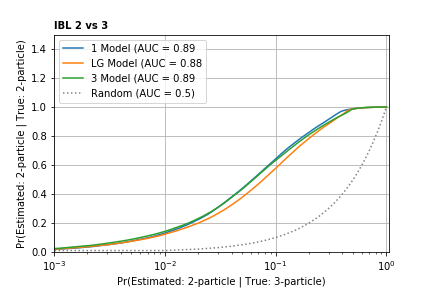 IBL 2 vs 3
1 Model (AUC = 0.89
LG Model (AUC = 0.88
3 Model (AUC = 0.89
Random (AUC = 0.5)
1.4
1.2
1.0
0.8
0.6
0.4
0.2
0.0
Pr(Estimated: 2-particle | True: 2-particle)
10⁻³
10⁻²
10⁻¹
10⁰
Pr(Estimated: 2-particle | True: 3-particle)